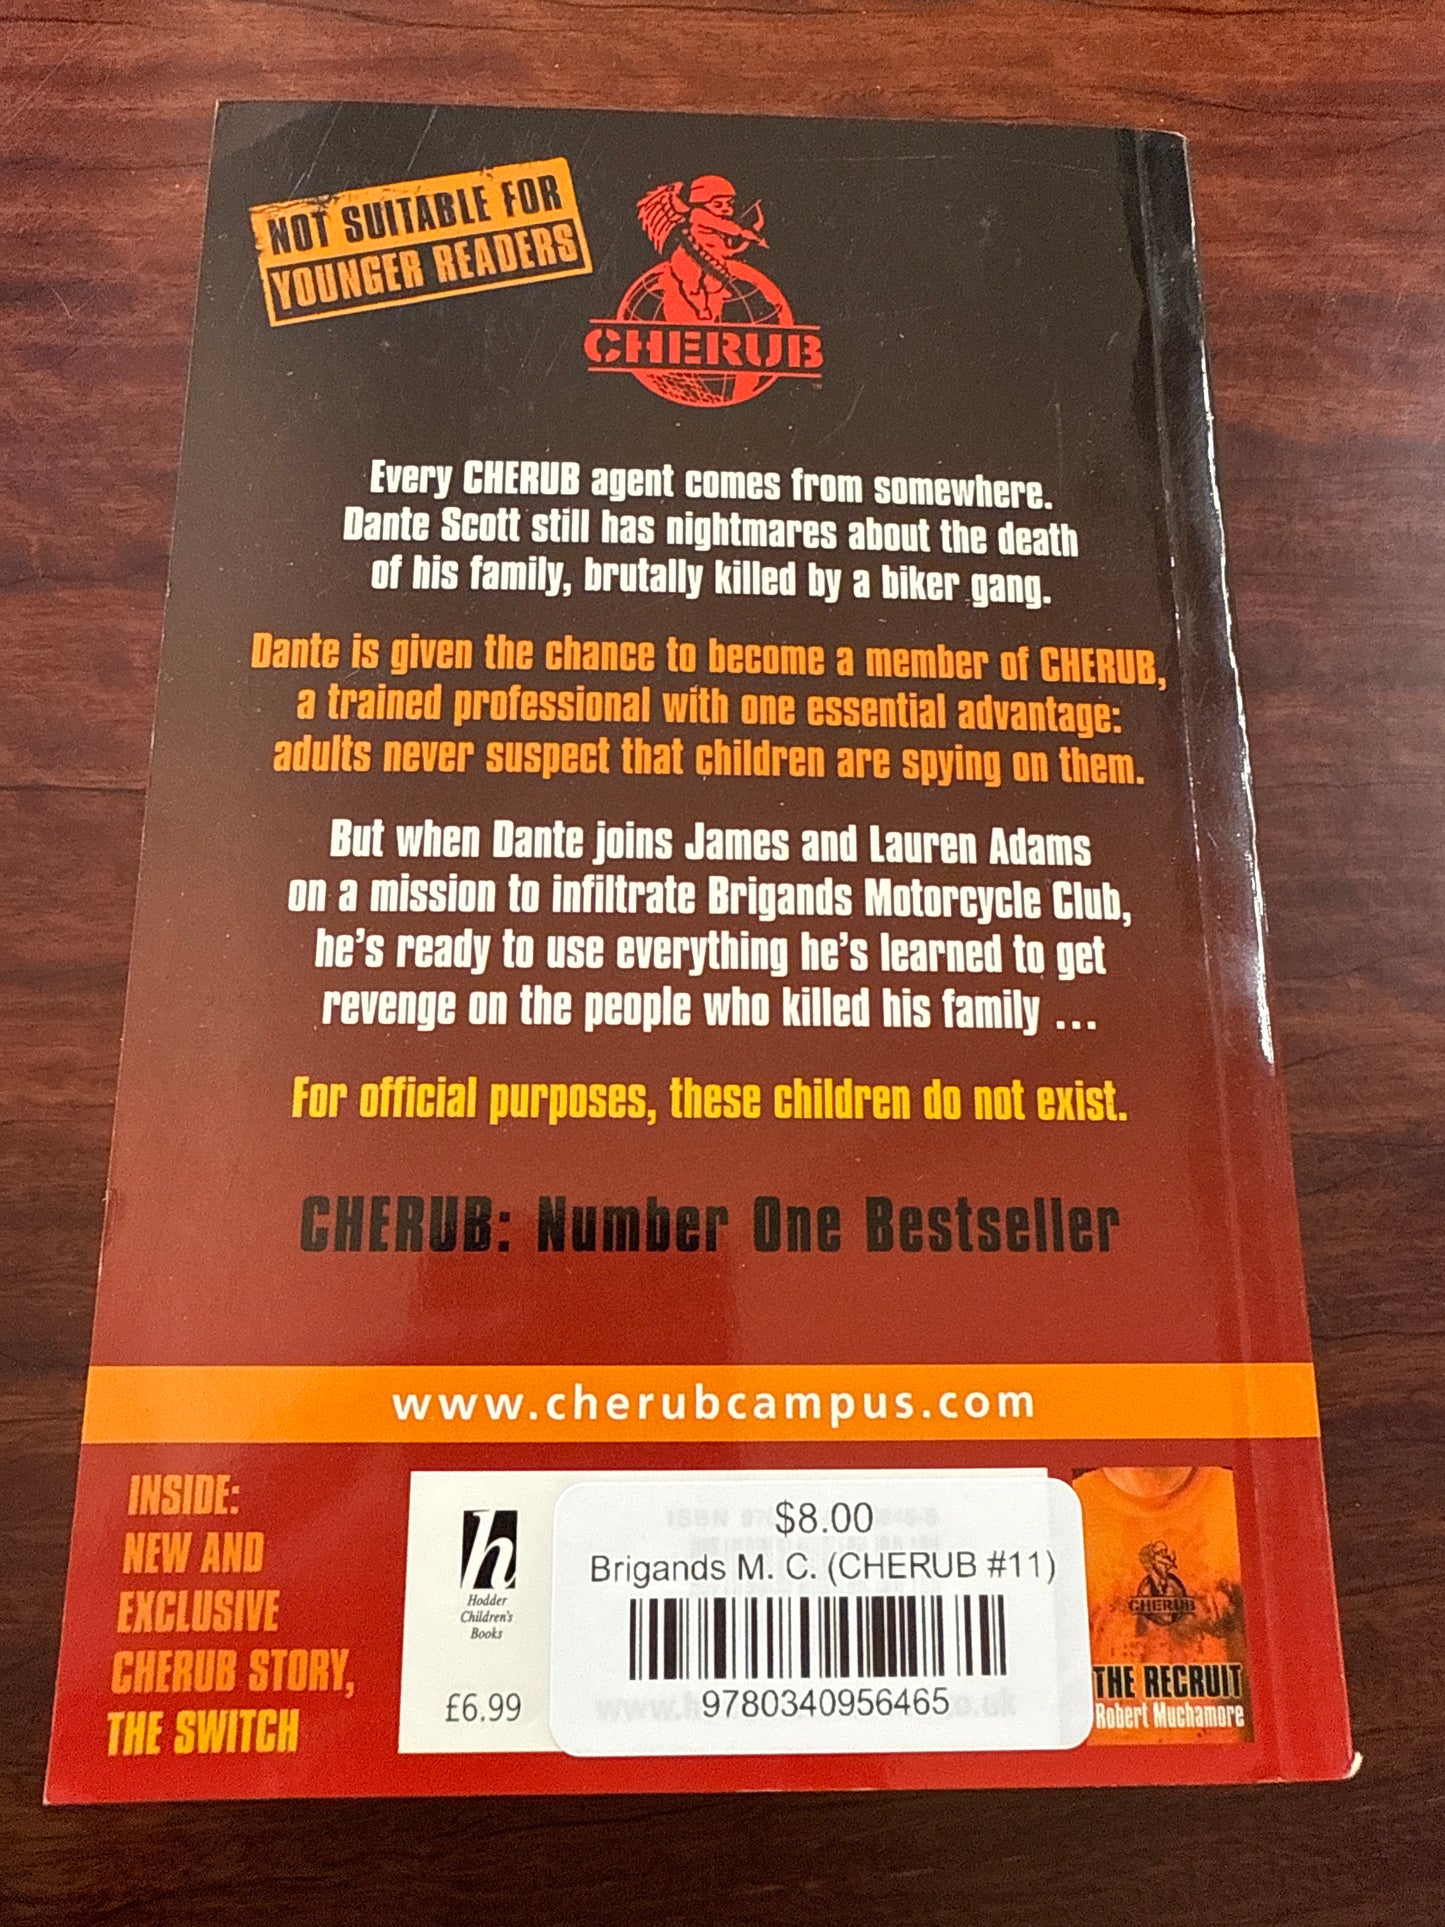 NOT SUITABLE FOR
YOUNGER READERS
CHERUB
Every CHERUB agent comes from somewhere.
Dante Scott still has nightmares about the death
of his family, brutally killed by a biker gang.
Dante is given the chance to become a member of CHERUB,
a trained professional with one essential advantage:
adults never suspect that children are spying on them.
But when Dante joins James and Lauren Adams
on a mission to infiltrate Brigands Motorcycle Club,
he's ready to use everything he's learned to get
revenge on the people who killed his family ...
For official purposes, these children do not exist.
CHERUB: Number One Bestseller
www.cherubcampus.com
INSIDE:
NEW AND
EXCLUSIVE
CHERUB STORY,
THE SWITCH
h
Hodder
Children's
Books
£6.99
$8.00
Brigands M. C. (CHERUB #11)
9780340956465
CHERUB
THE RECRUIT
Robert Muchamore